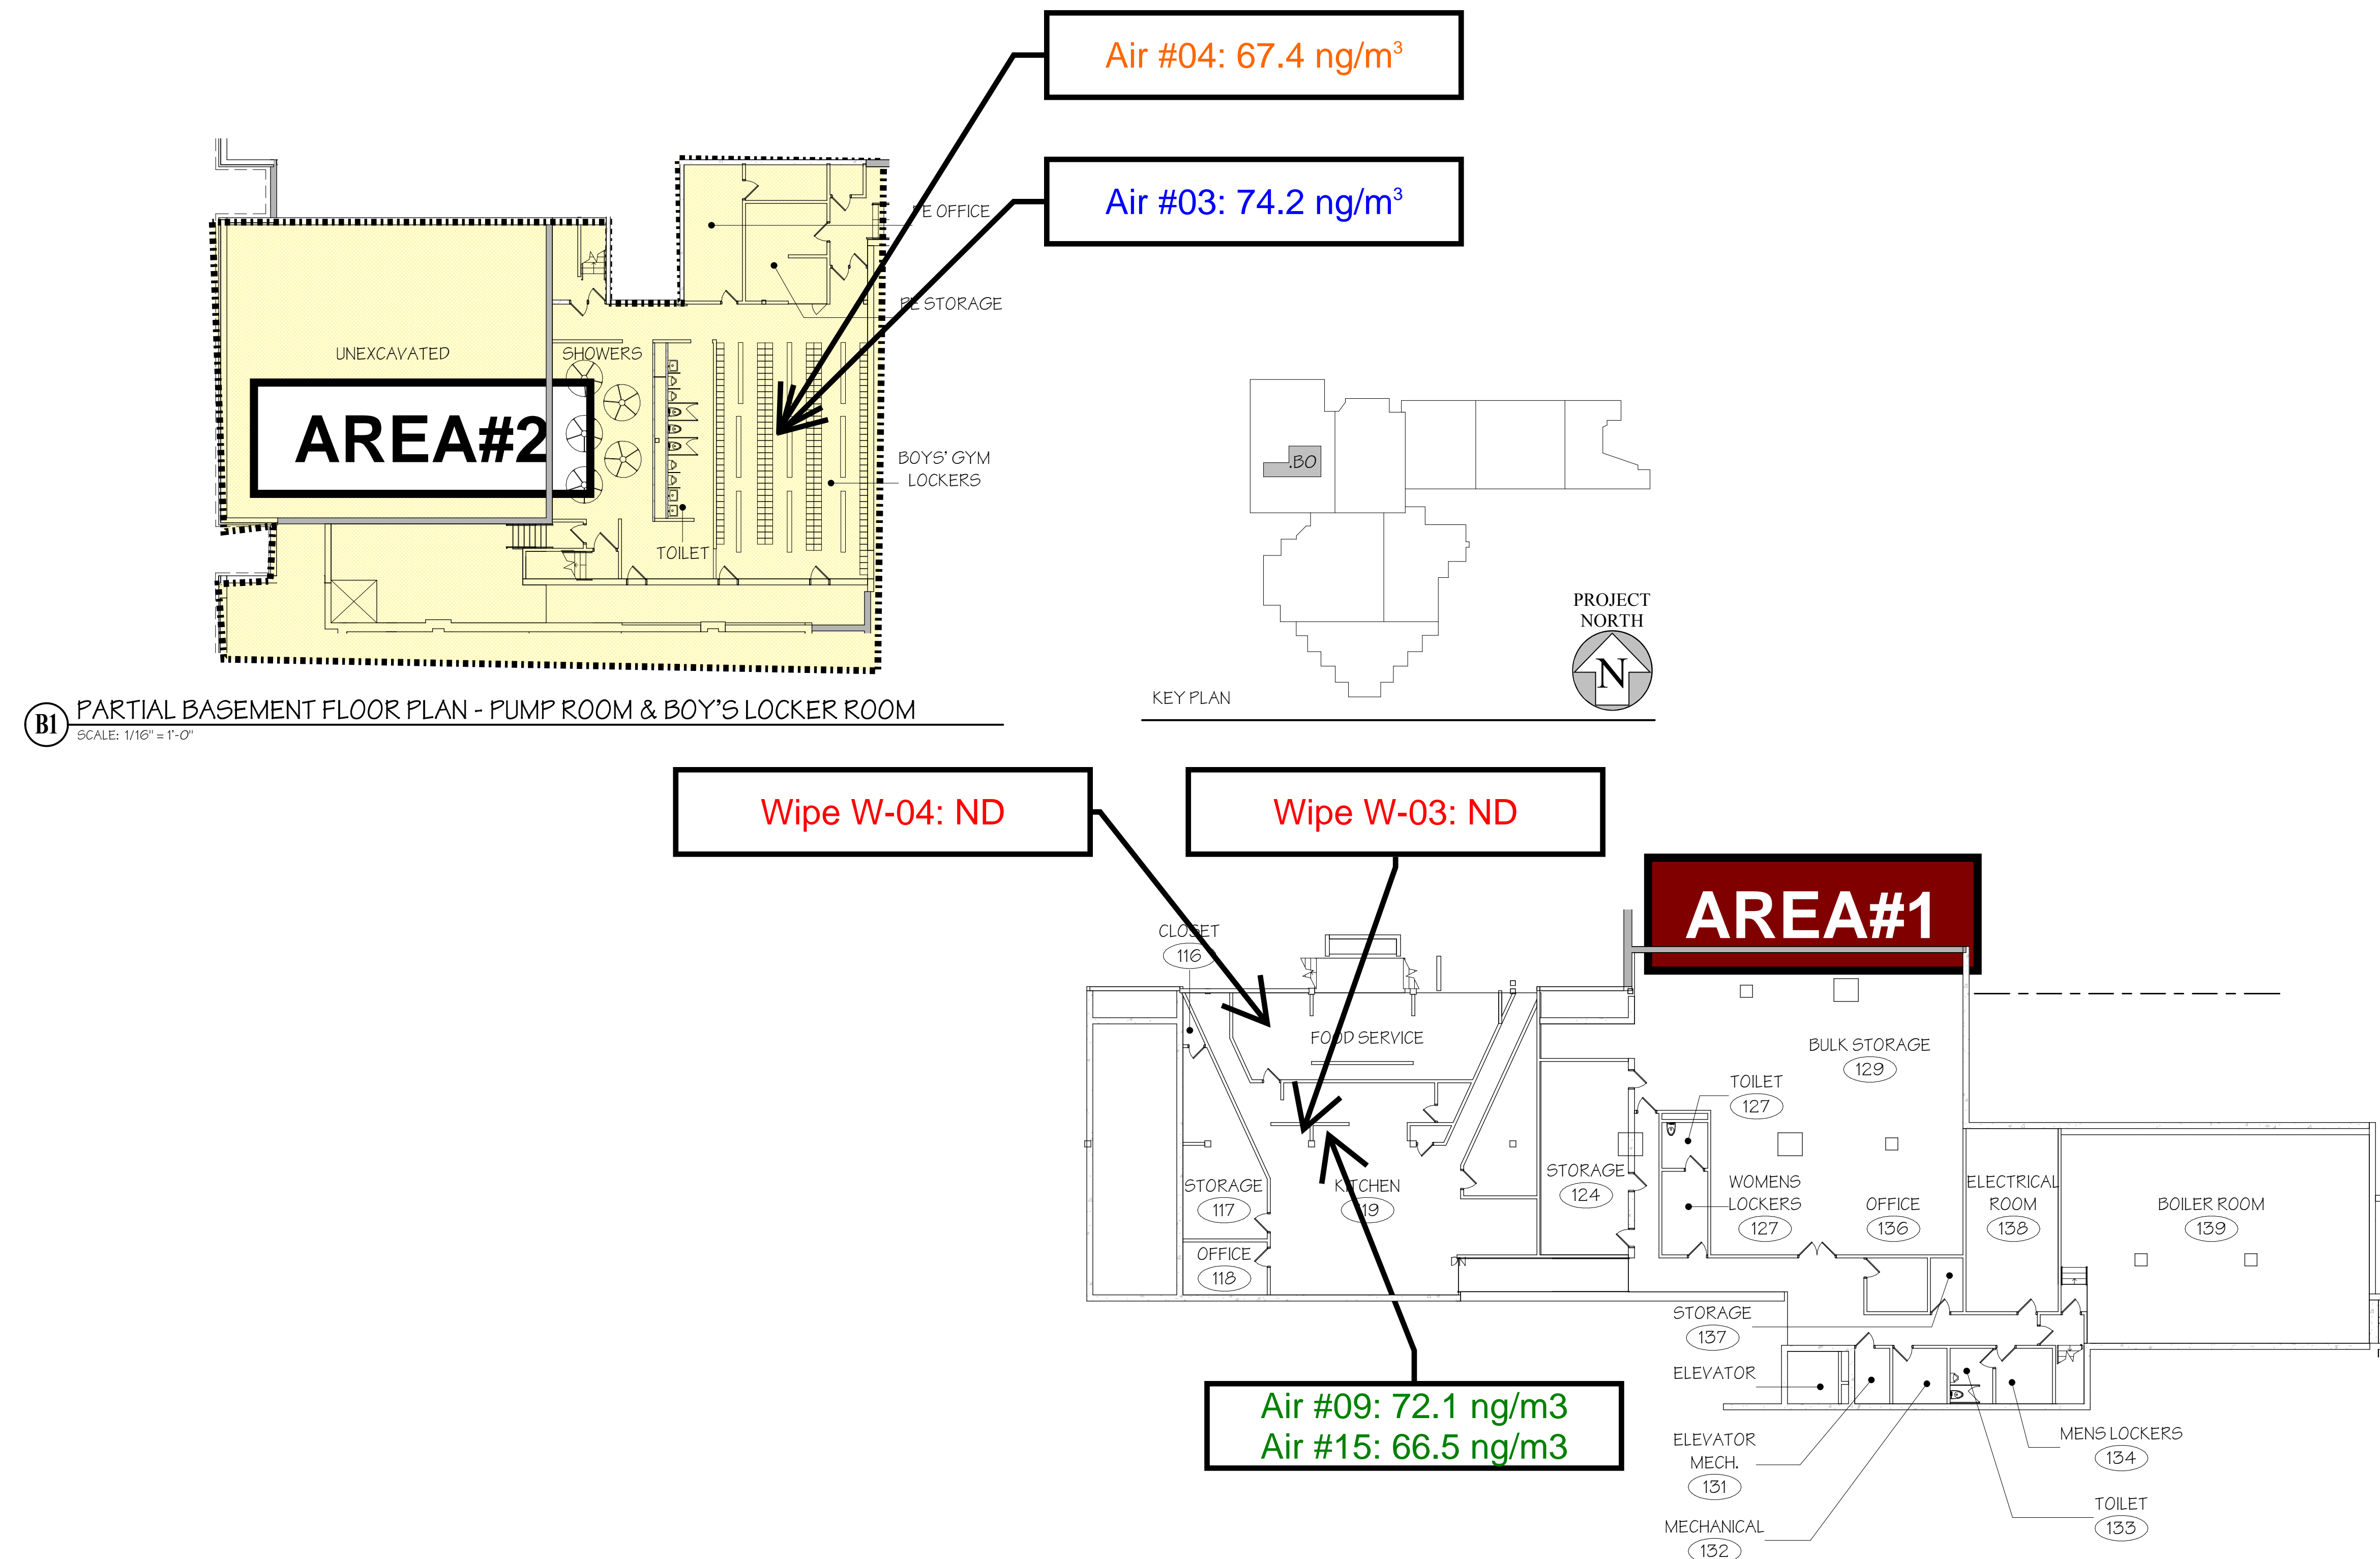 Air #04: 67.4 ng/m³
Air #03: 74.2 ng/m³
PE OFFICE
PE STORAGE
UNEXCAVATED
SHOWERS
AREA#2
BOYS' GYM
LOCKERS
TOILET
.BO
PROJECT
NORTH
N
KEY PLAN
B1
PARTIAL BASEMENT FLOOR PLAN - PUMP ROOM & BOY'S LOCKER ROOM
SCALE: 1/16" = 1'-0"
Wipe W-04: ND
Wipe W-03: ND
AREA#1
CLOSET
116
FOOD SERVICE
BULK STORAGE
129
TOILET
127
STORAGE
117
KITCHEN
119
STORAGE
124
WOMENS
LOCKERS
127
OFFICE
136
ELECTRICAL
ROOM
138
BOILER ROOM
139
OFFICE
118
DN
STORAGE
137
ELEVATOR
Air #09: 72.1 ng/m3
Air #15: 66.5 ng/m3
ELEVATOR
MECH.
131
MENS LOCKERS
134
TOILET
133
MECHANICAL
132